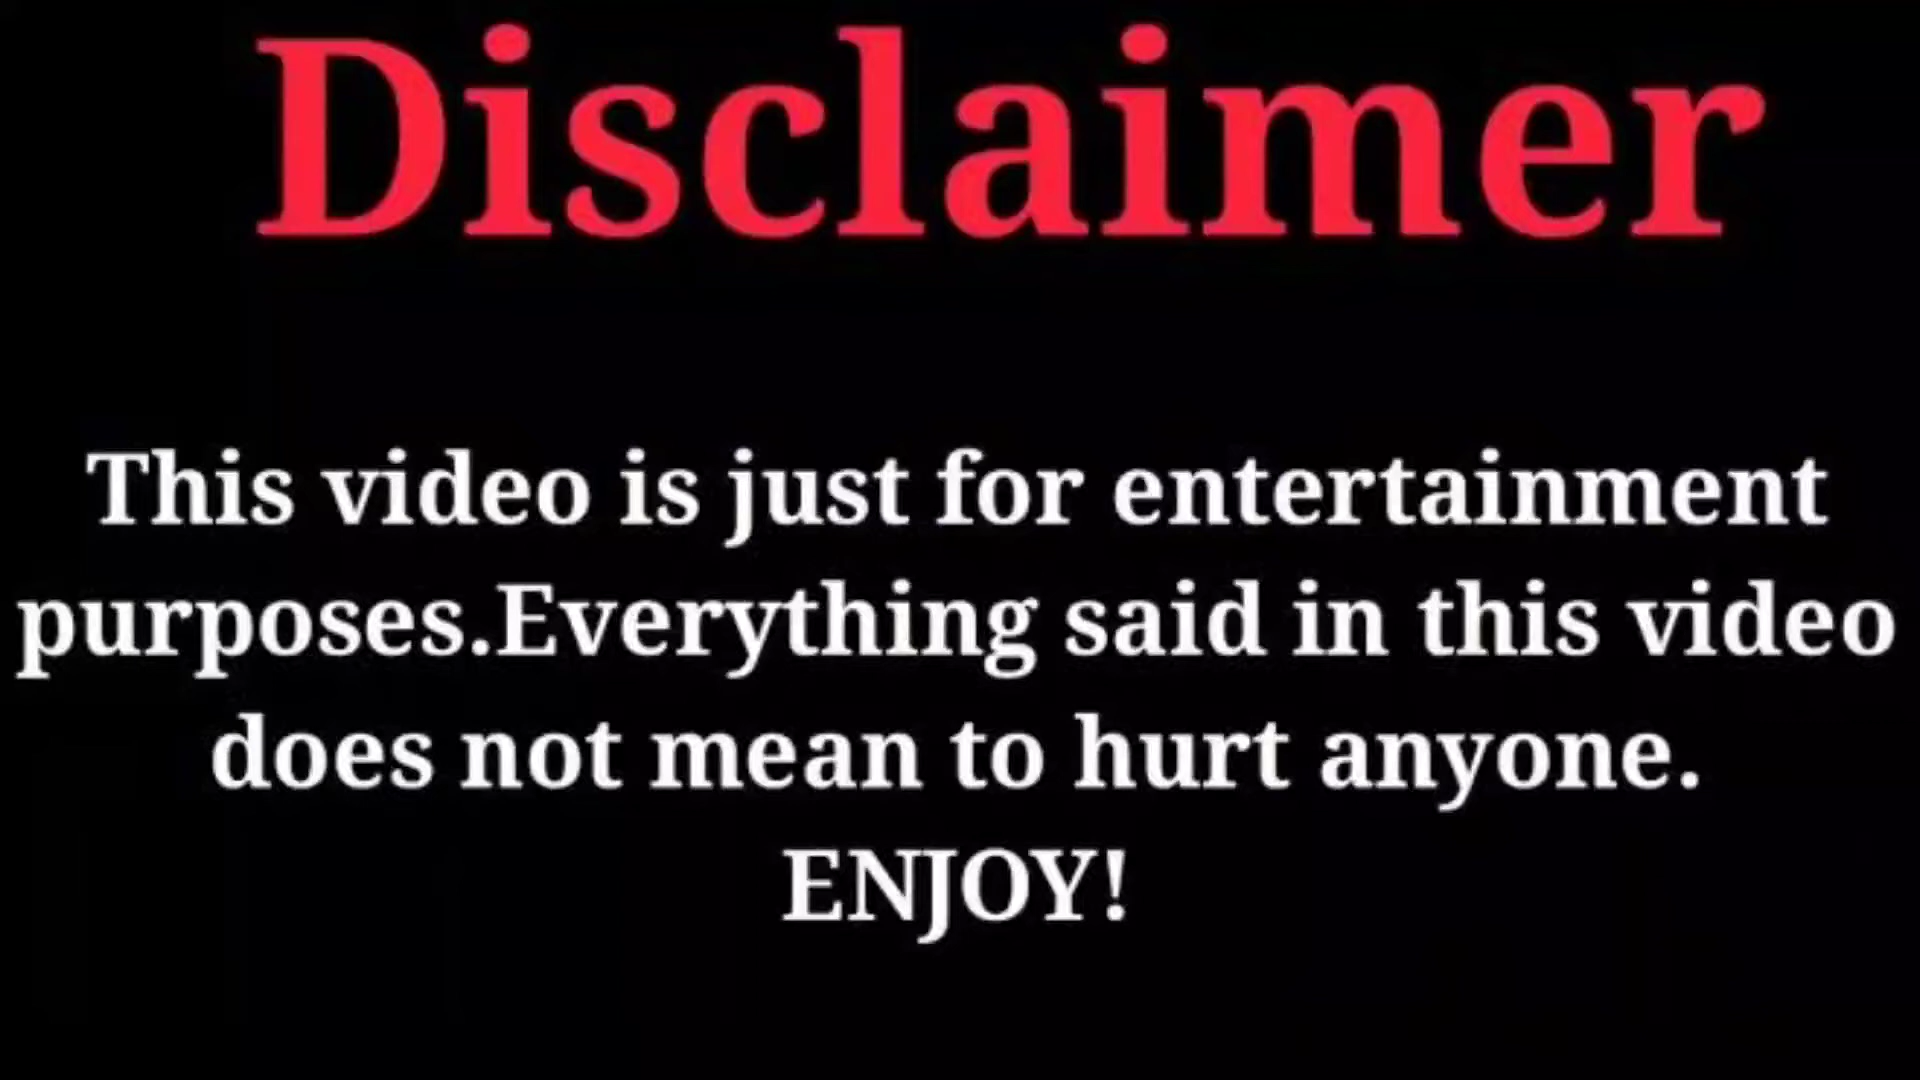 Disclaimer
This video is just for entertainment
purposes.Everything said in this video
does not mean to hurt anyone.
ENJOY!